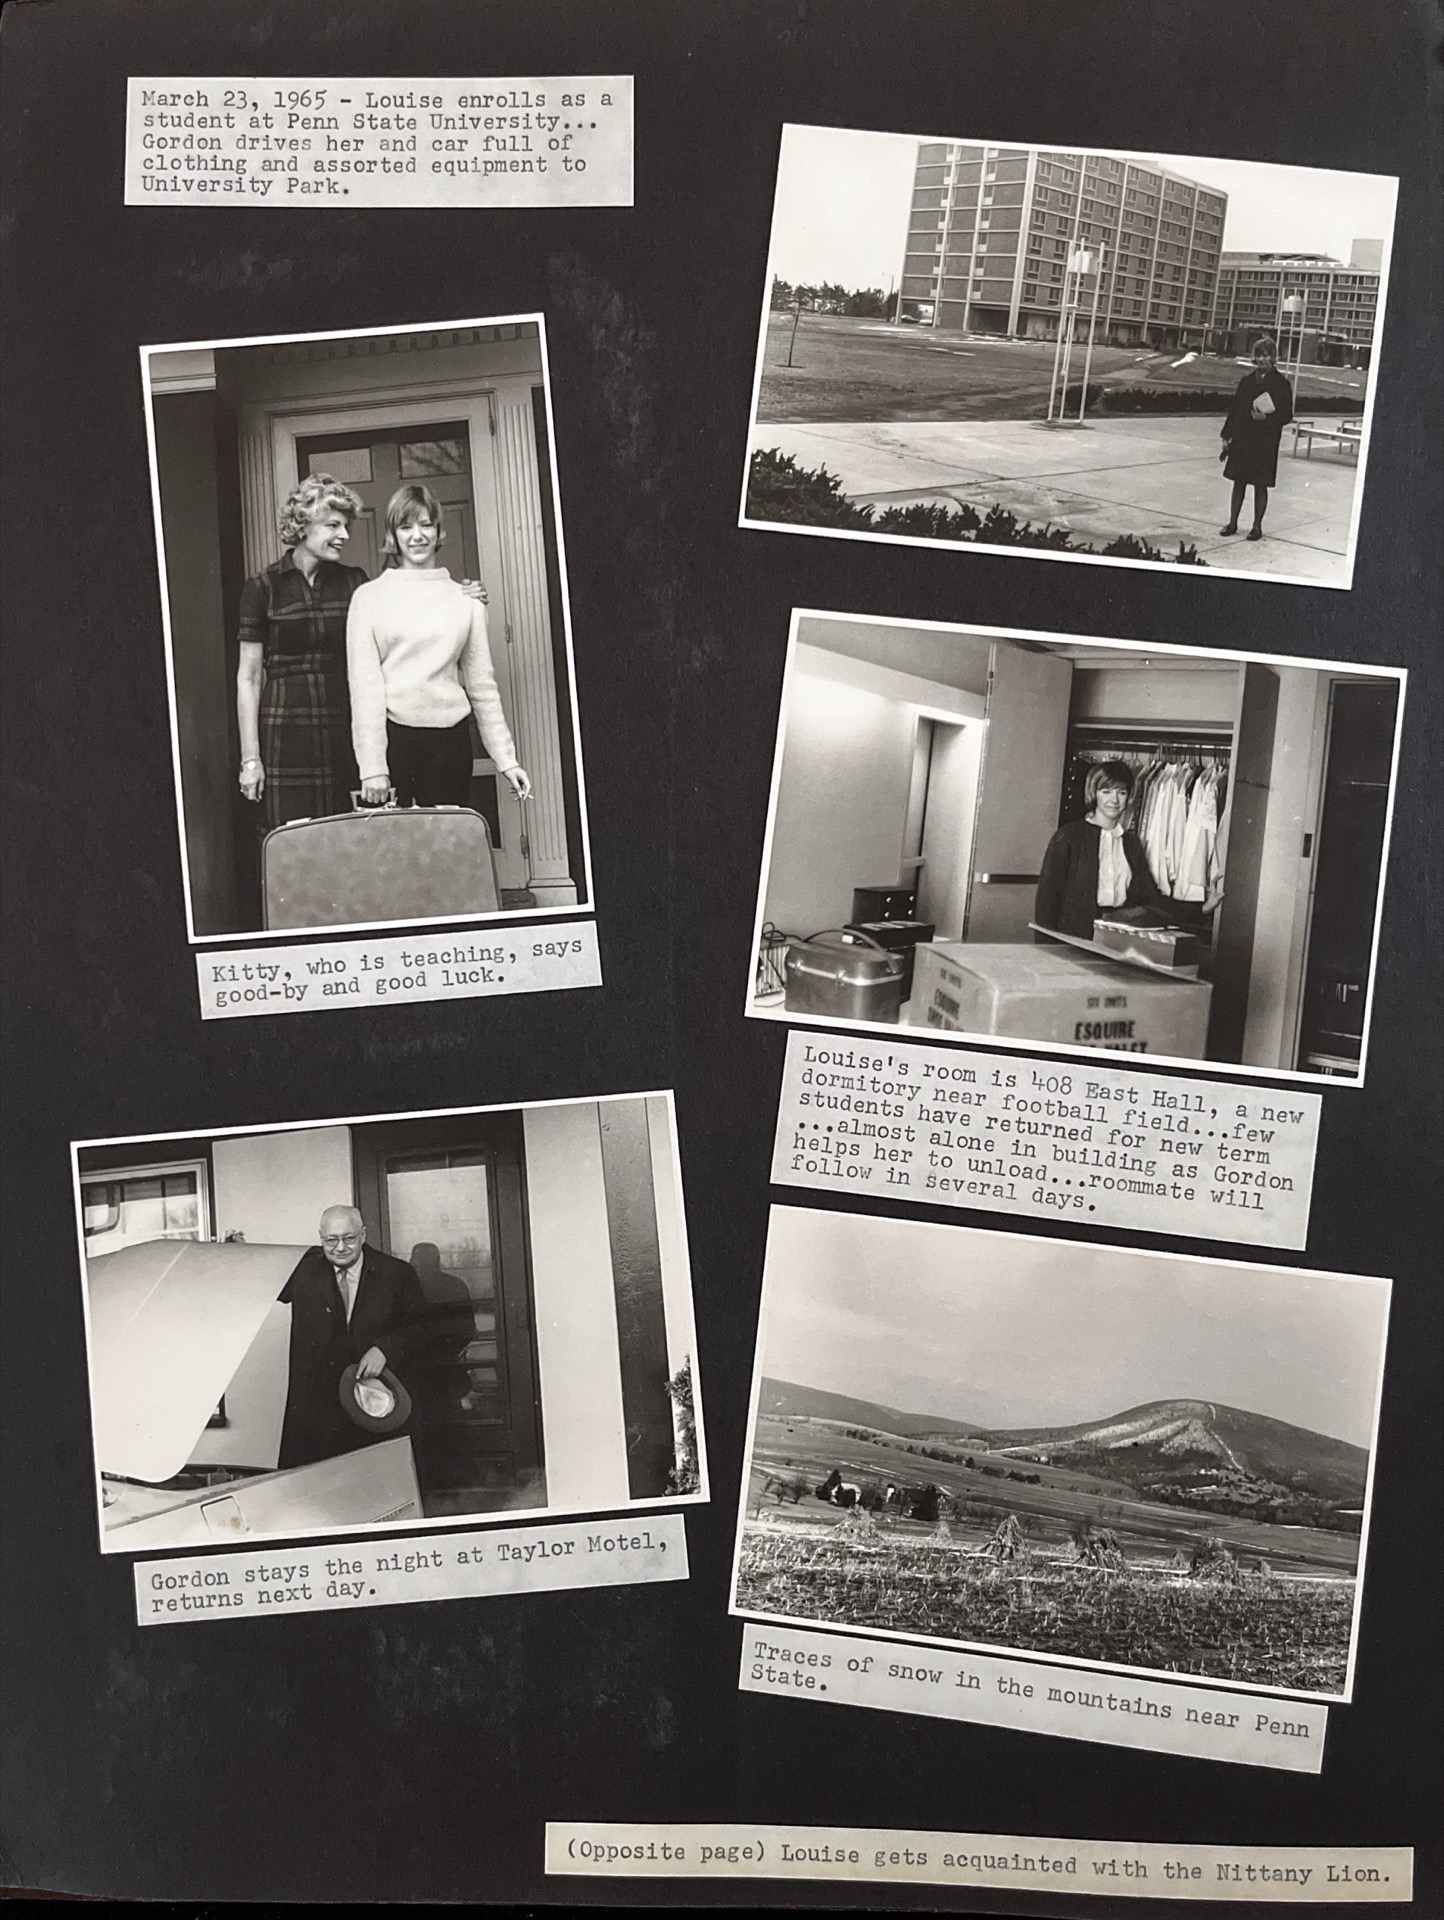 March 23, 1965 - Louise enrolls as a
student at Penn State University...
Gordon drives her and car full of
clothing and assorted equipment to
University Park.
Kitty, who is teaching, says
good-by and good luck.
Gordon stays the night at Taylor Motel,
returns next day.
SIX UNITS
ESQUIRE
Louise's room is 408 East Hall, a new
dormitory near football field...few
students have returned for new term
...almost alone in building as Gordon
helps her to unload...roommate will
follow in several days.
Traces of snow in the mountains near Penn
State.
(Opposite page) Louise gets acquainted with the Nittany Lion.